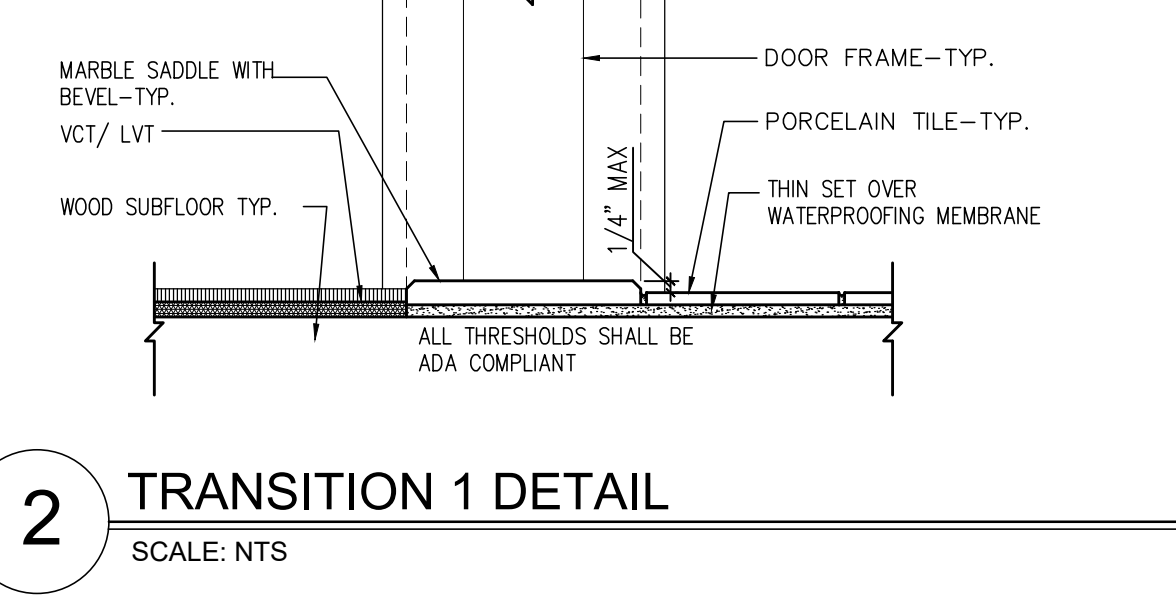 MARBLE SADDLE WITH
BEVEL-TYP.
VCT/ LVT
WOOD SUBFLOOR TYP.
DOOR FRAME-TYP.
PORCELAIN TILE-TYP.
THIN SET OVER
WATERPROOFING MEMBRANE
1/4" MAX
ALL THRESHOLDS SHALL BE
ADA COMPLIANT
2
TRANSITION 1 DETAIL
SCALE: NTS